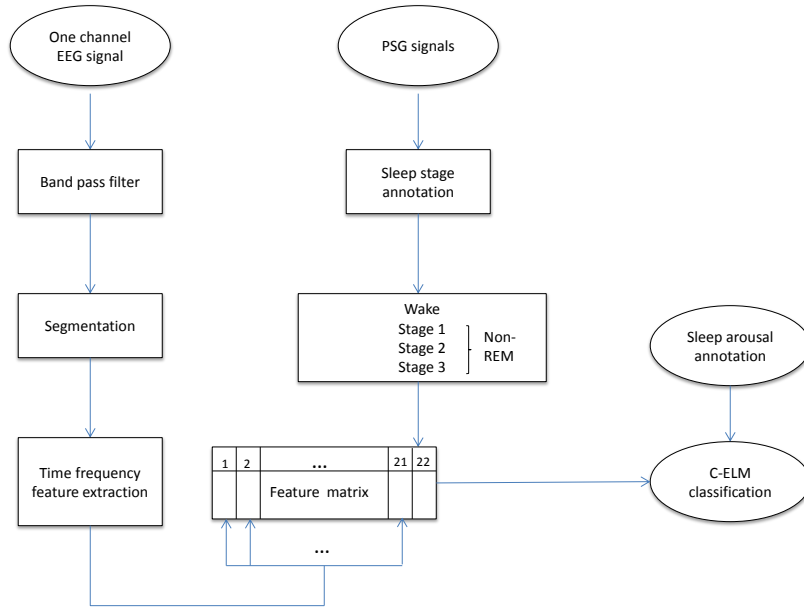 One channel
EEG signal
PSG signals
Band pass filter
Sleep stage
annotation
Segmentation
Wake
Stage 1
Stage 2
Stage 3
Non-
REM
Sleep arousal
annotation
Time frequency
feature extraction
1 2 ... 21 22
Feature matrix
...
C-ELM
classification